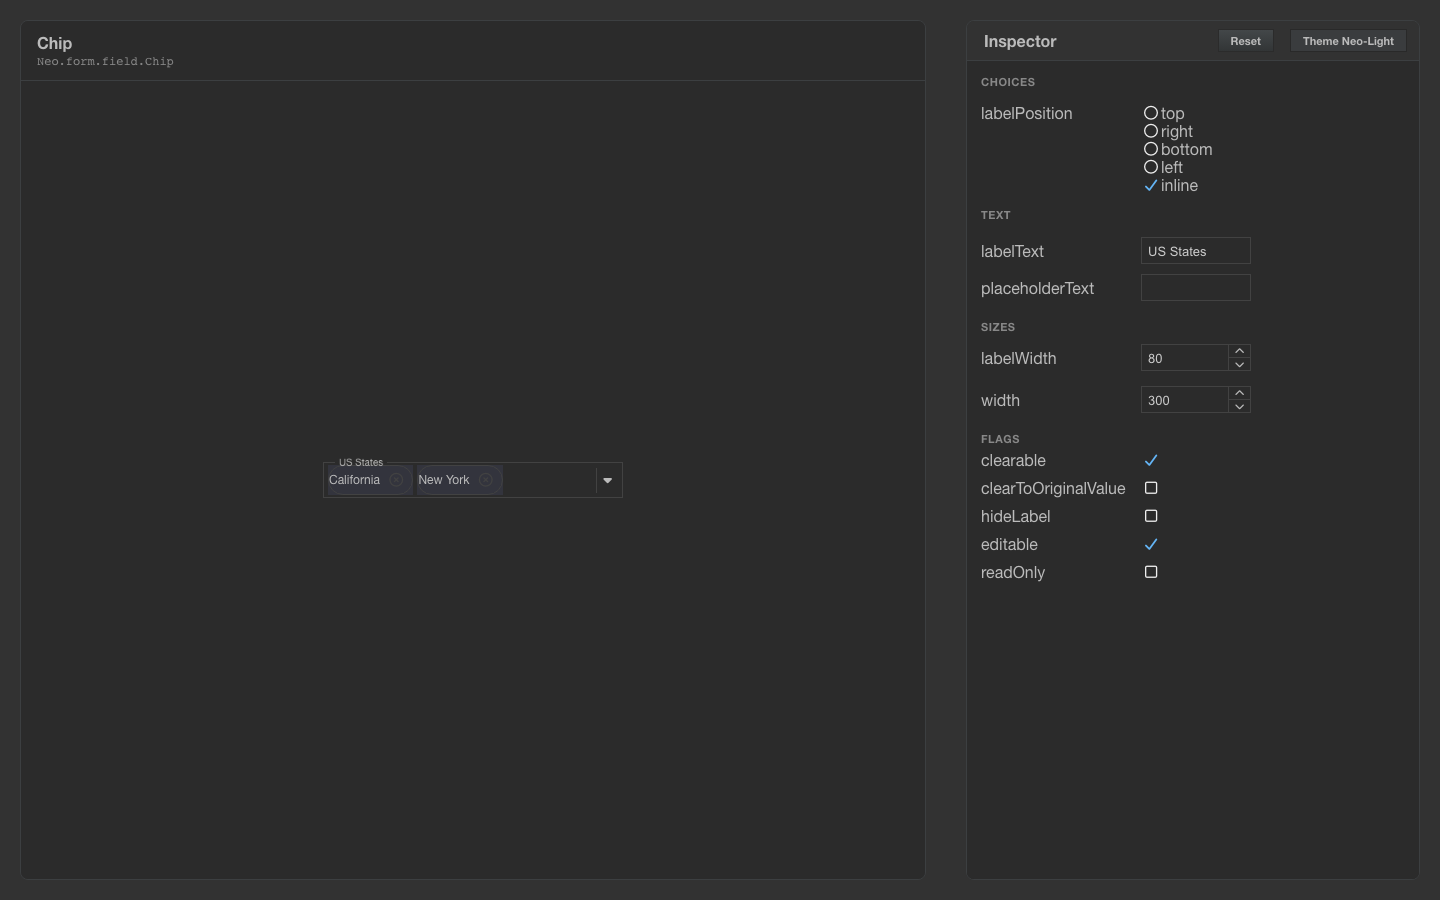 Chip
Neo.form.field.Chip
US States
California
New York
Inspector
Reset
Theme Neo-Light
CHOICES
labelPosition
top
right
bottom
left
inline
TEXT
labelText
US States
placeholderText
SIZES
labelWidth
80
width
300
FLAGS
clearable
clearToOriginalValue
hideLabel
editable
readOnly